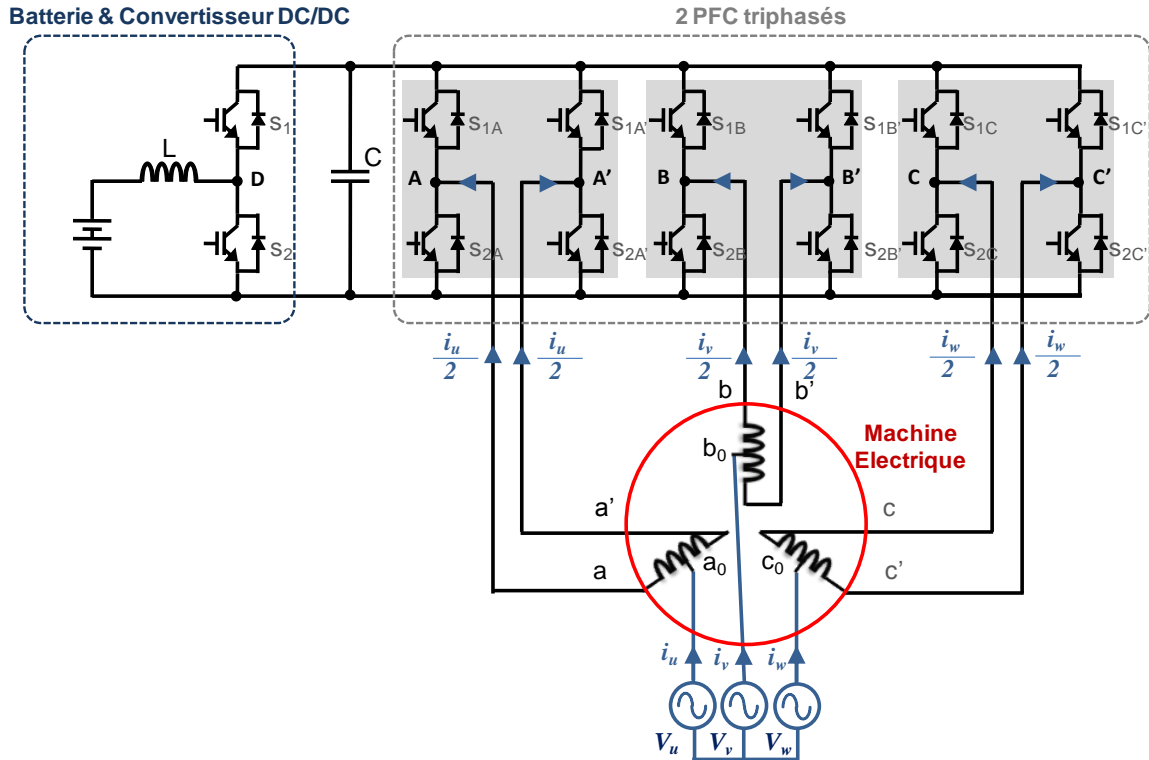 Batterie & Convertisseur DC/DC
2 PFC triphasés
S1 S1A S1A' S1B S1B' S1C S1C'
L C
D A A' B B' C C'
S2 S2A S2A' S2B S2B' S2C S2C'
iu/2 iu/2 iv/2 iv/2 iw/2 iw/2
b b'
Machine
Electrique
b0
a' c
a0 c0
a c'
iu iv iw
Vu Vv Vw